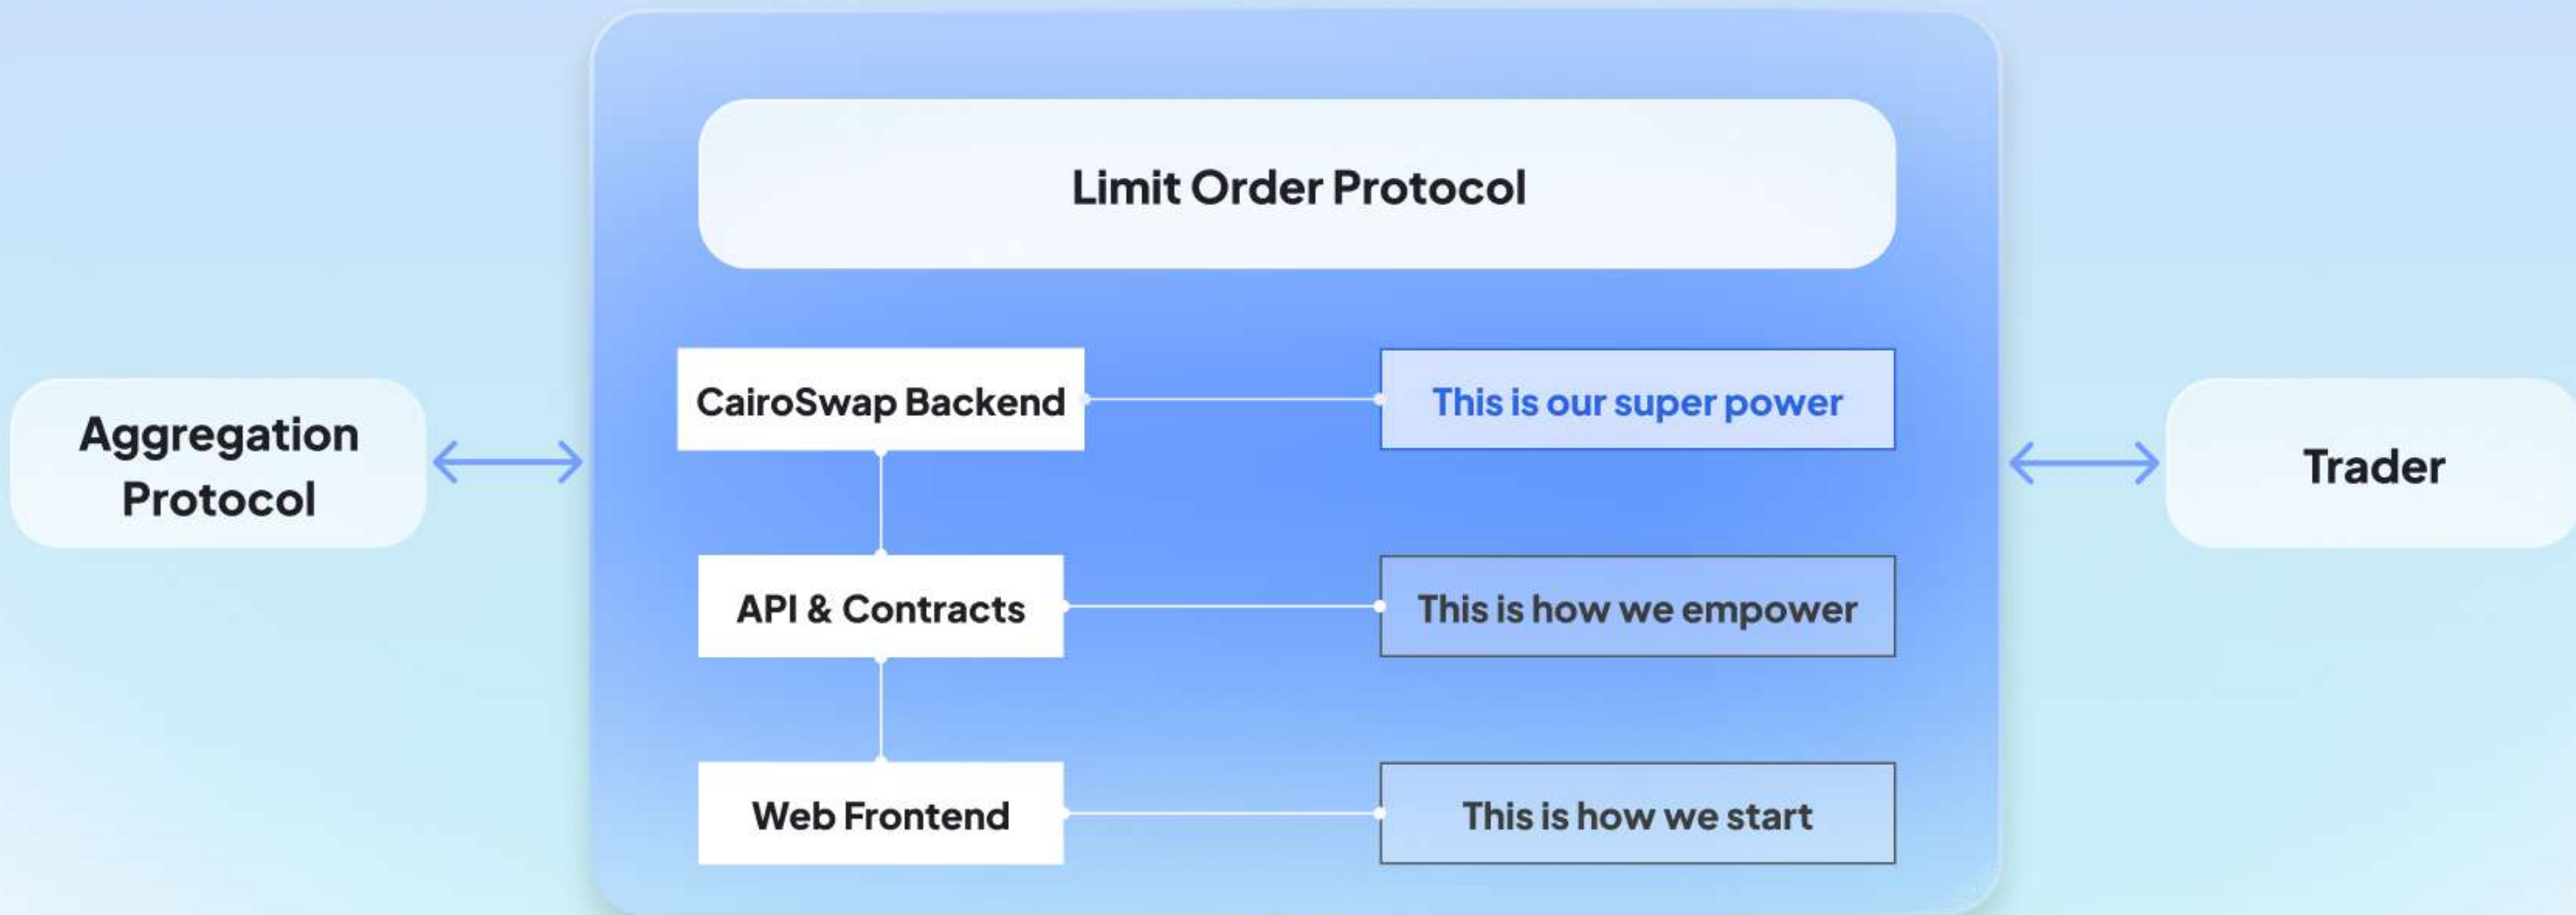 Limit Order Protocol
CairoSwap Backend
This is our super power
Aggregation
Protocol
Trader
API & Contracts
This is how we empower
Web Frontend
This is how we start